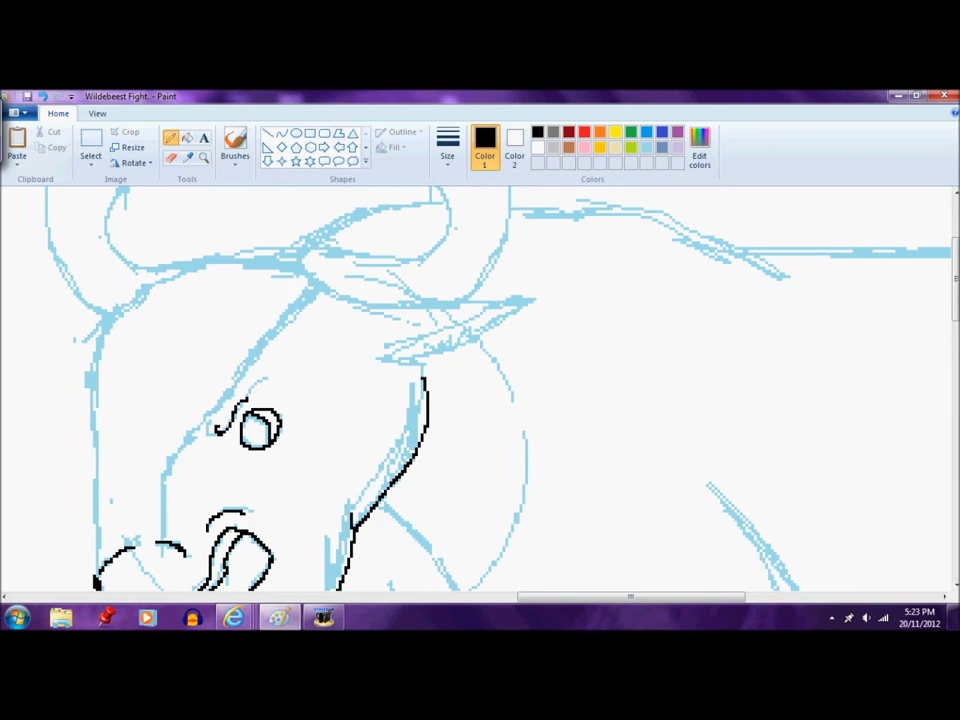 Wildebeest Fight. - Paint
Home View
Cut
Copy
Paste
Clipboard
Select
Crop
Resize
Rotate
Image
A
Tools
Brushes
Outline
Fill
Shapes
Size
Color 1
Color 2
Edit colors
Colors
5:23 PM
20/11/2012